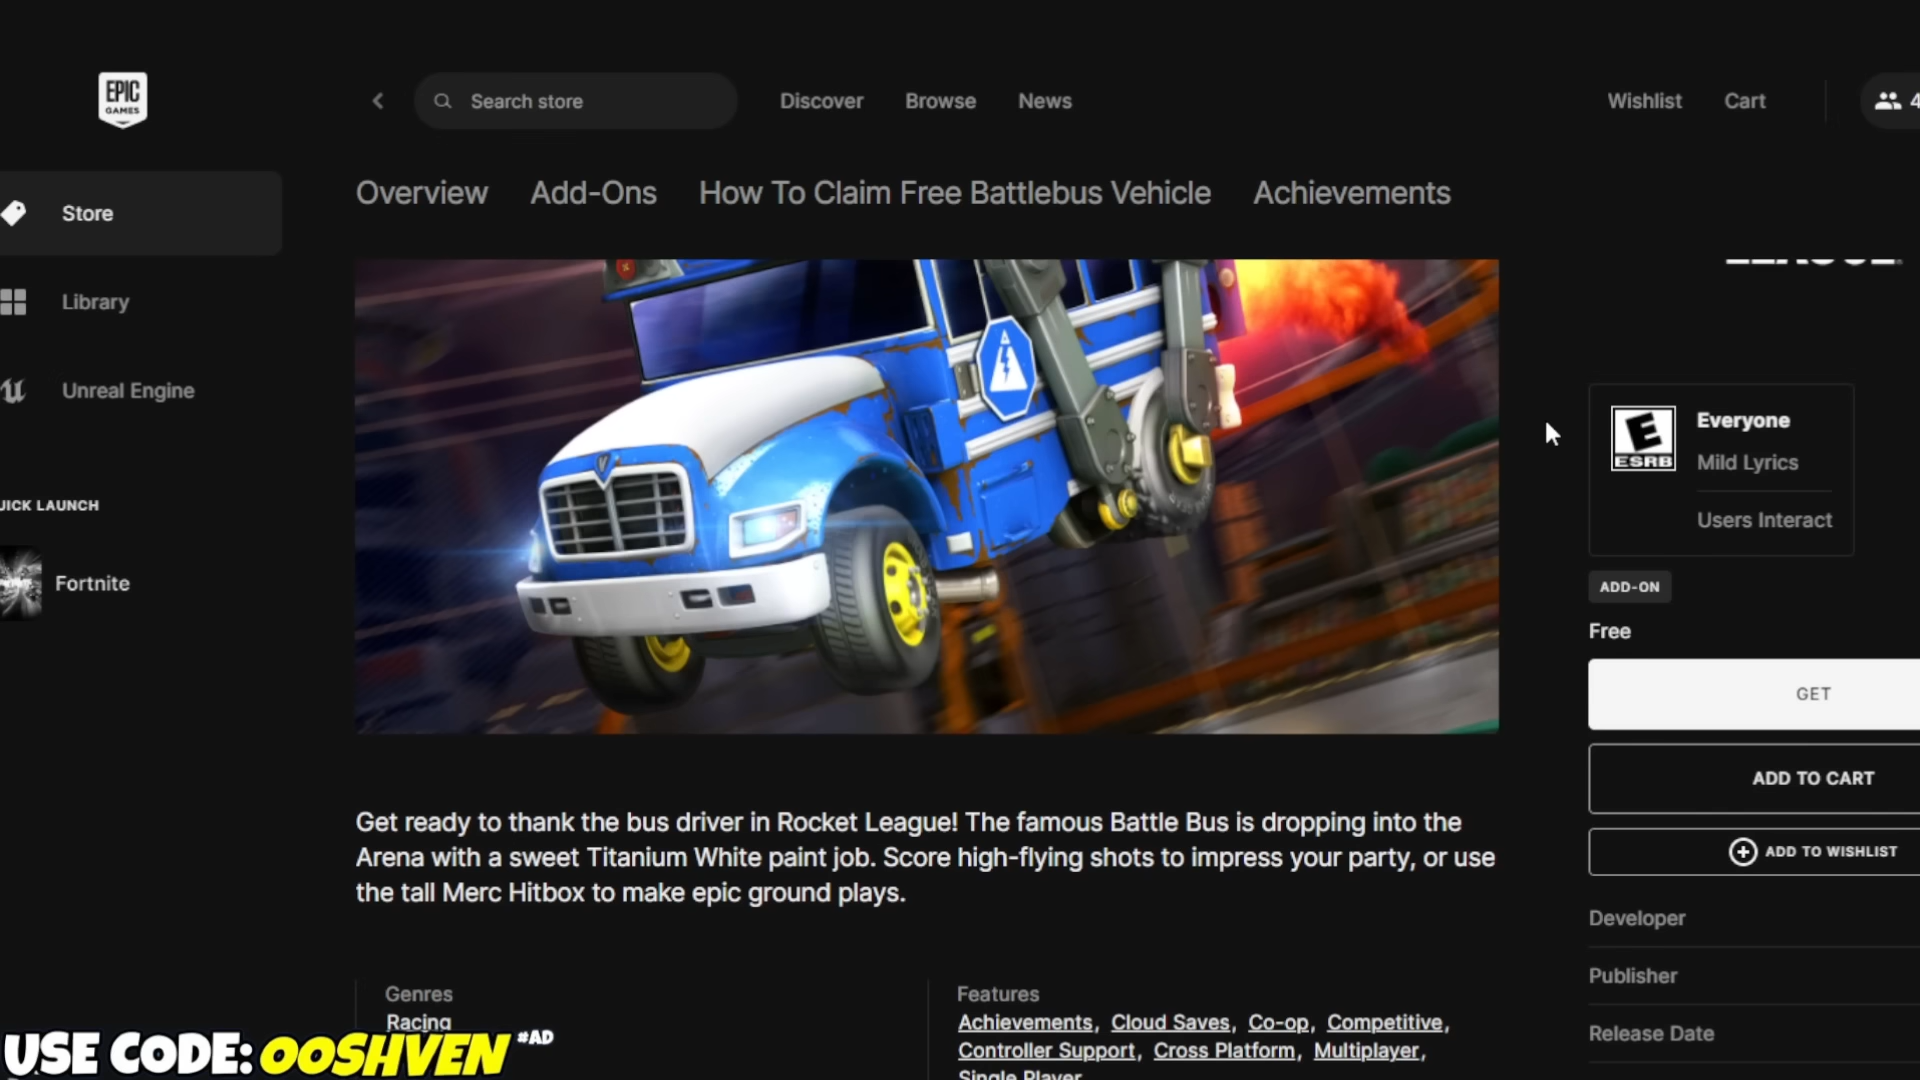 EPIC
GAMES
Search store
Discover
Browse
News
Wishlist
Cart
4
Store
Library
Unreal Engine
UICK LAUNCH
Fortnite
Overview
Add-Ons
How To Claim Free Battlebus Vehicle
Achievements
E
ESRB
Everyone
Mild Lyrics
Users Interact
ADD-ON
Free
GET
ADD TO CART
ADD TO WISHLIST
Developer
Publisher
Release Date
Get ready to thank the bus driver in Rocket League! The famous Battle Bus is dropping into the
Arena with a sweet Titanium White paint job. Score high-flying shots to impress your party, or use
the tall Merc Hitbox to make epic ground plays.
Genres
Racing
Features
Achievements, Cloud Saves, Co-op, Competitive,
Controller Support, Cross Platform, Multiplayer,
Single Player
USE CODE: OOSHVEN #AD